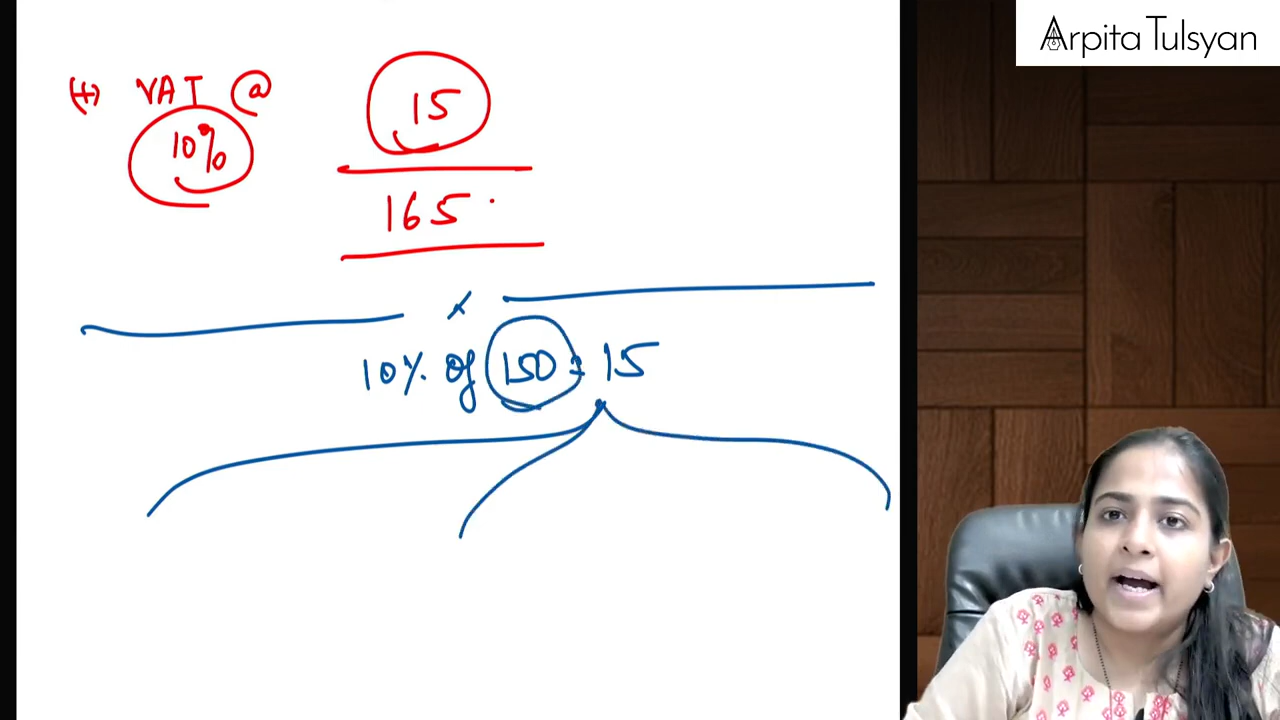 Arpita Tulsyan
(+) VAT @ 15
10%
165
x
10% of 150 = 15